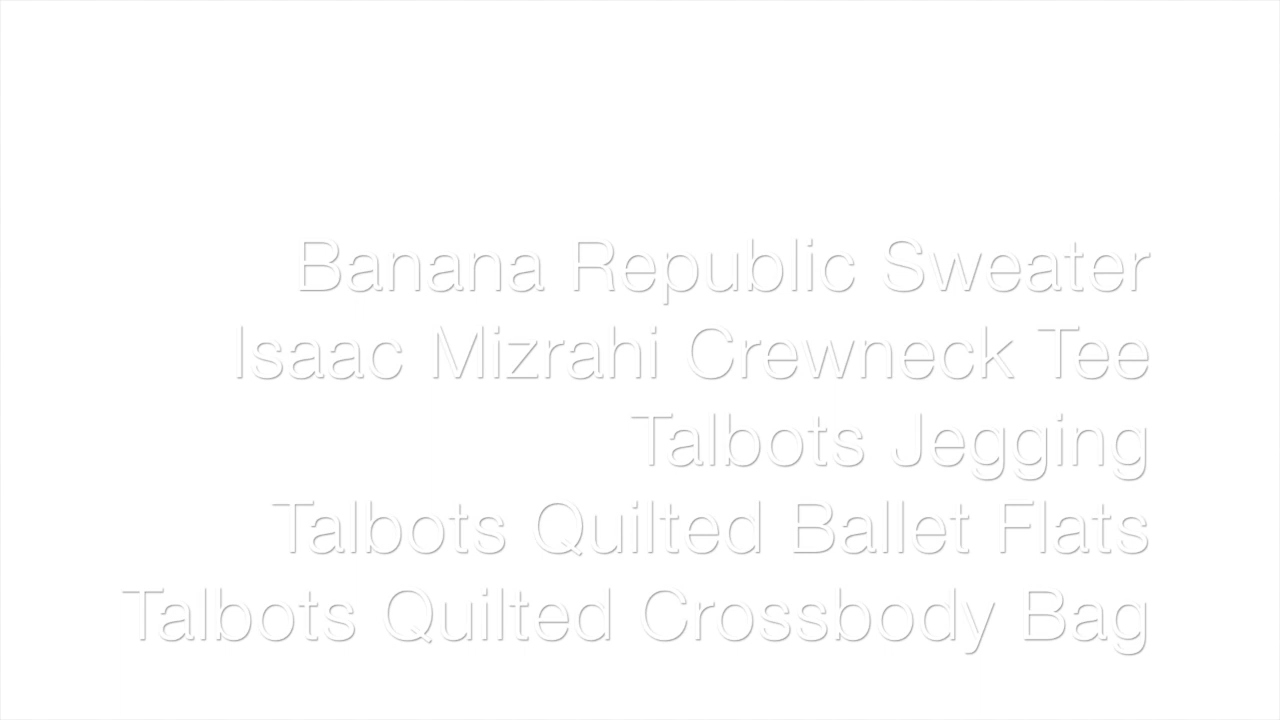 Banana Republic Sweater
Isaac Mizrahi Crewneck Tee
Talbots Jegging
Talbots Quilted Ballet Flats
Talbots Quilted Crossbody Bag